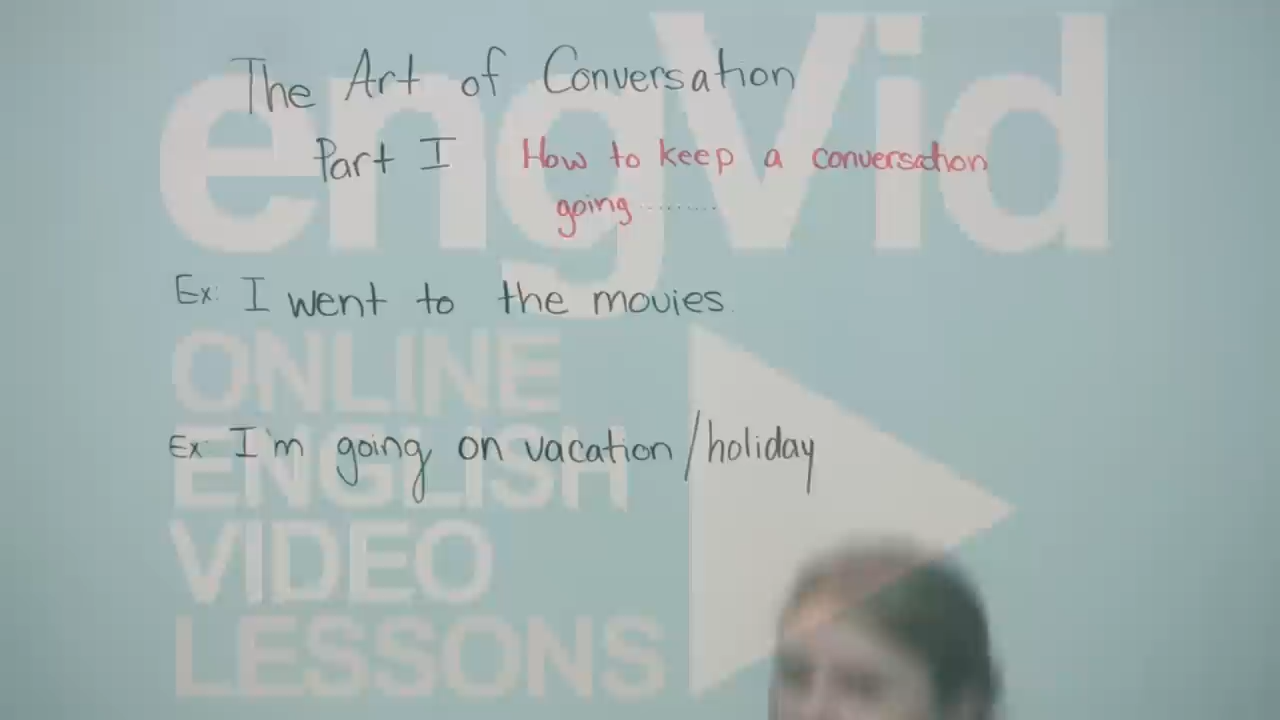 engVid
The Art of Conversation
Part I How to keep a conversation
going ........
Ex: I went to the movies.
ONLINE
Ex: I'm going on vacation/holiday
ENGLISH
VIDEO
LESSONS